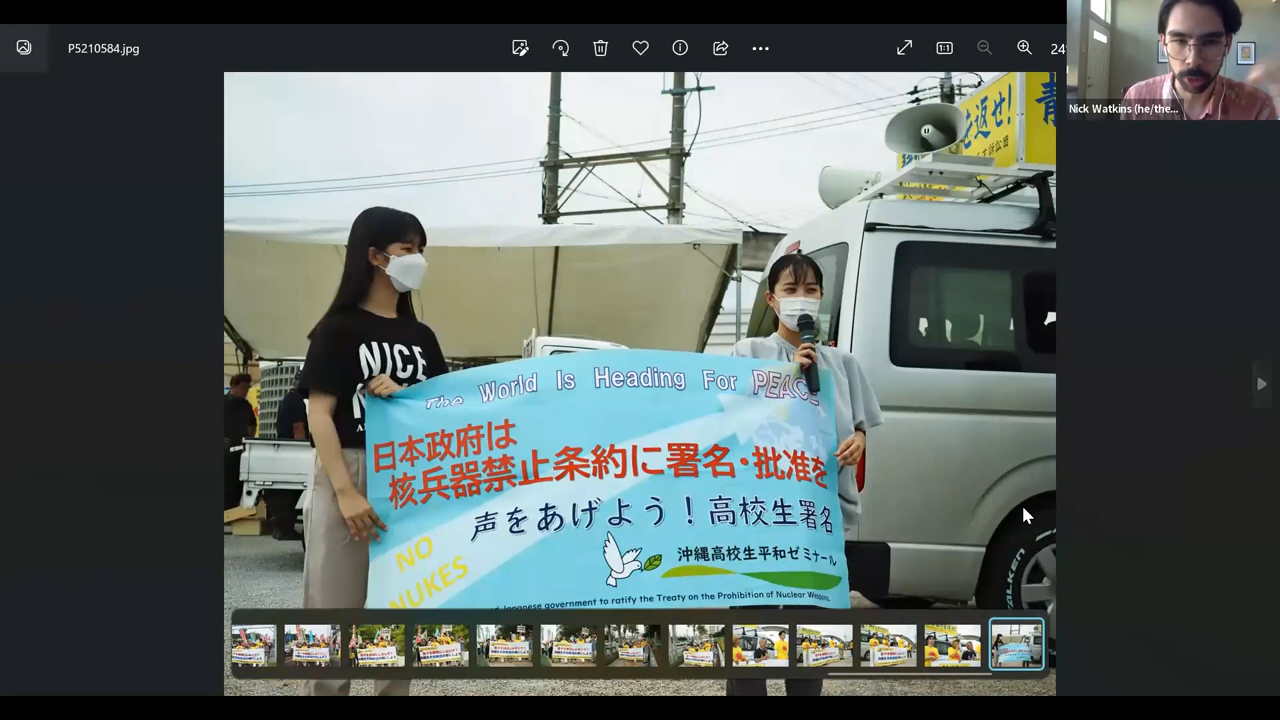 P5210584.jpg
Nick Watkins (he/the...
を返せ!
青
NICE
The World Is Heading For PEACE
日本政府は
核兵器禁止条約に署名・批准を
声をあげよう！高校生署名
NO
NUKES
沖縄高校生平和ゼミナール
Japanese government to ratify the Treaty on the Prohibition of Nuclear Weapons.
FALKEN